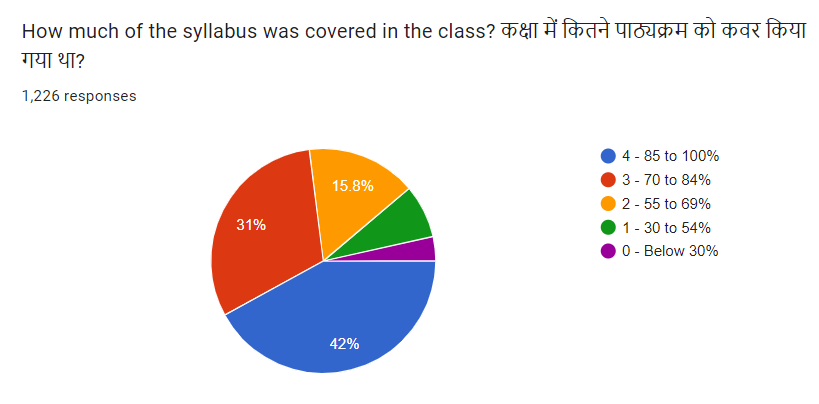 How much of the syllabus was covered in the class? कक्षा में कितने पाठ्यक्रम को कवर किया
गया था?
1,226 responses
15.8%
31%
42%
4 - 85 to 100%
3 - 70 to 84%
2 - 55 to 69%
1 - 30 to 54%
0 - Below 30%